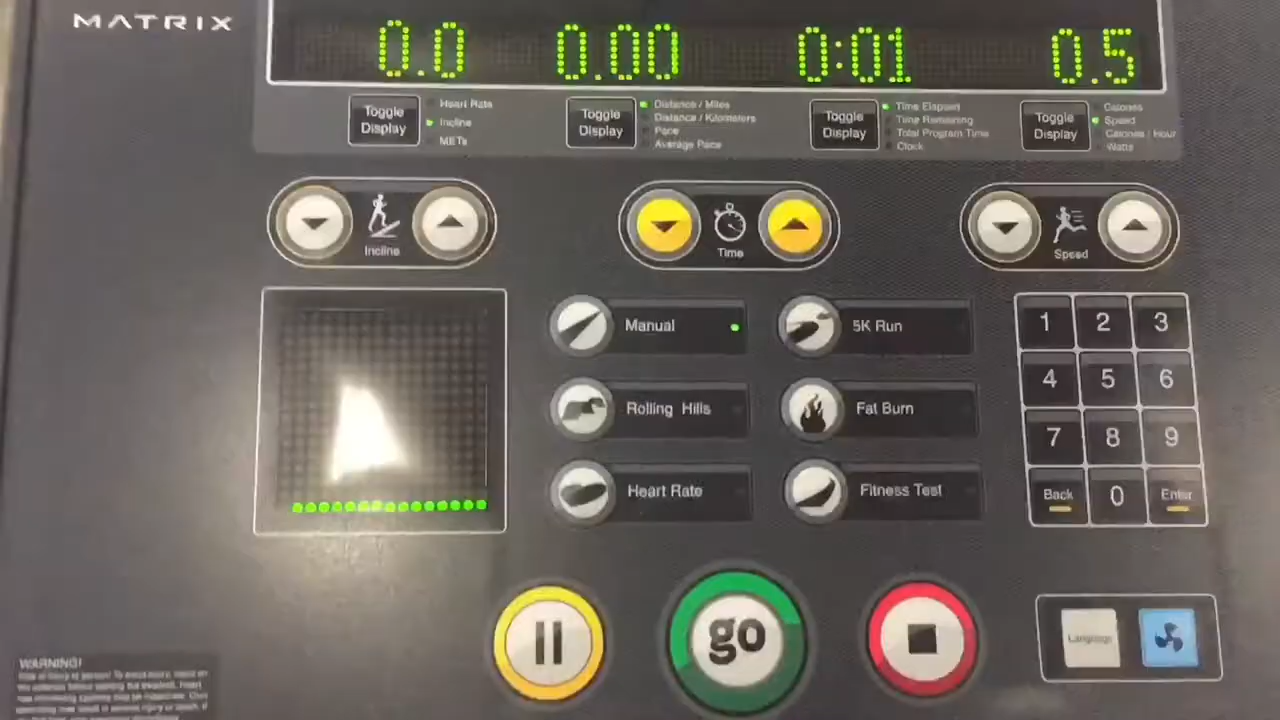 MATRIX
0.0 0.00 0:01 0.5
Toggle Display
Heart Rate
Incline
METs
Toggle Display
Distance / Miles
Distance / Kilometers
Pace
Average Pace
Toggle Display
Time Elapsed
Time Remaining
Total Program Time
Clock
Toggle Display
Calories
Speed
Calories / Hour
Watts
Incline
Time
Speed
Manual
5K Run
Rolling Hills
Fat Burn
Heart Rate
Fitness Test
1 2 3
4 5 6
7 8 9
Back 0 Enter
go
Language
WARNING!